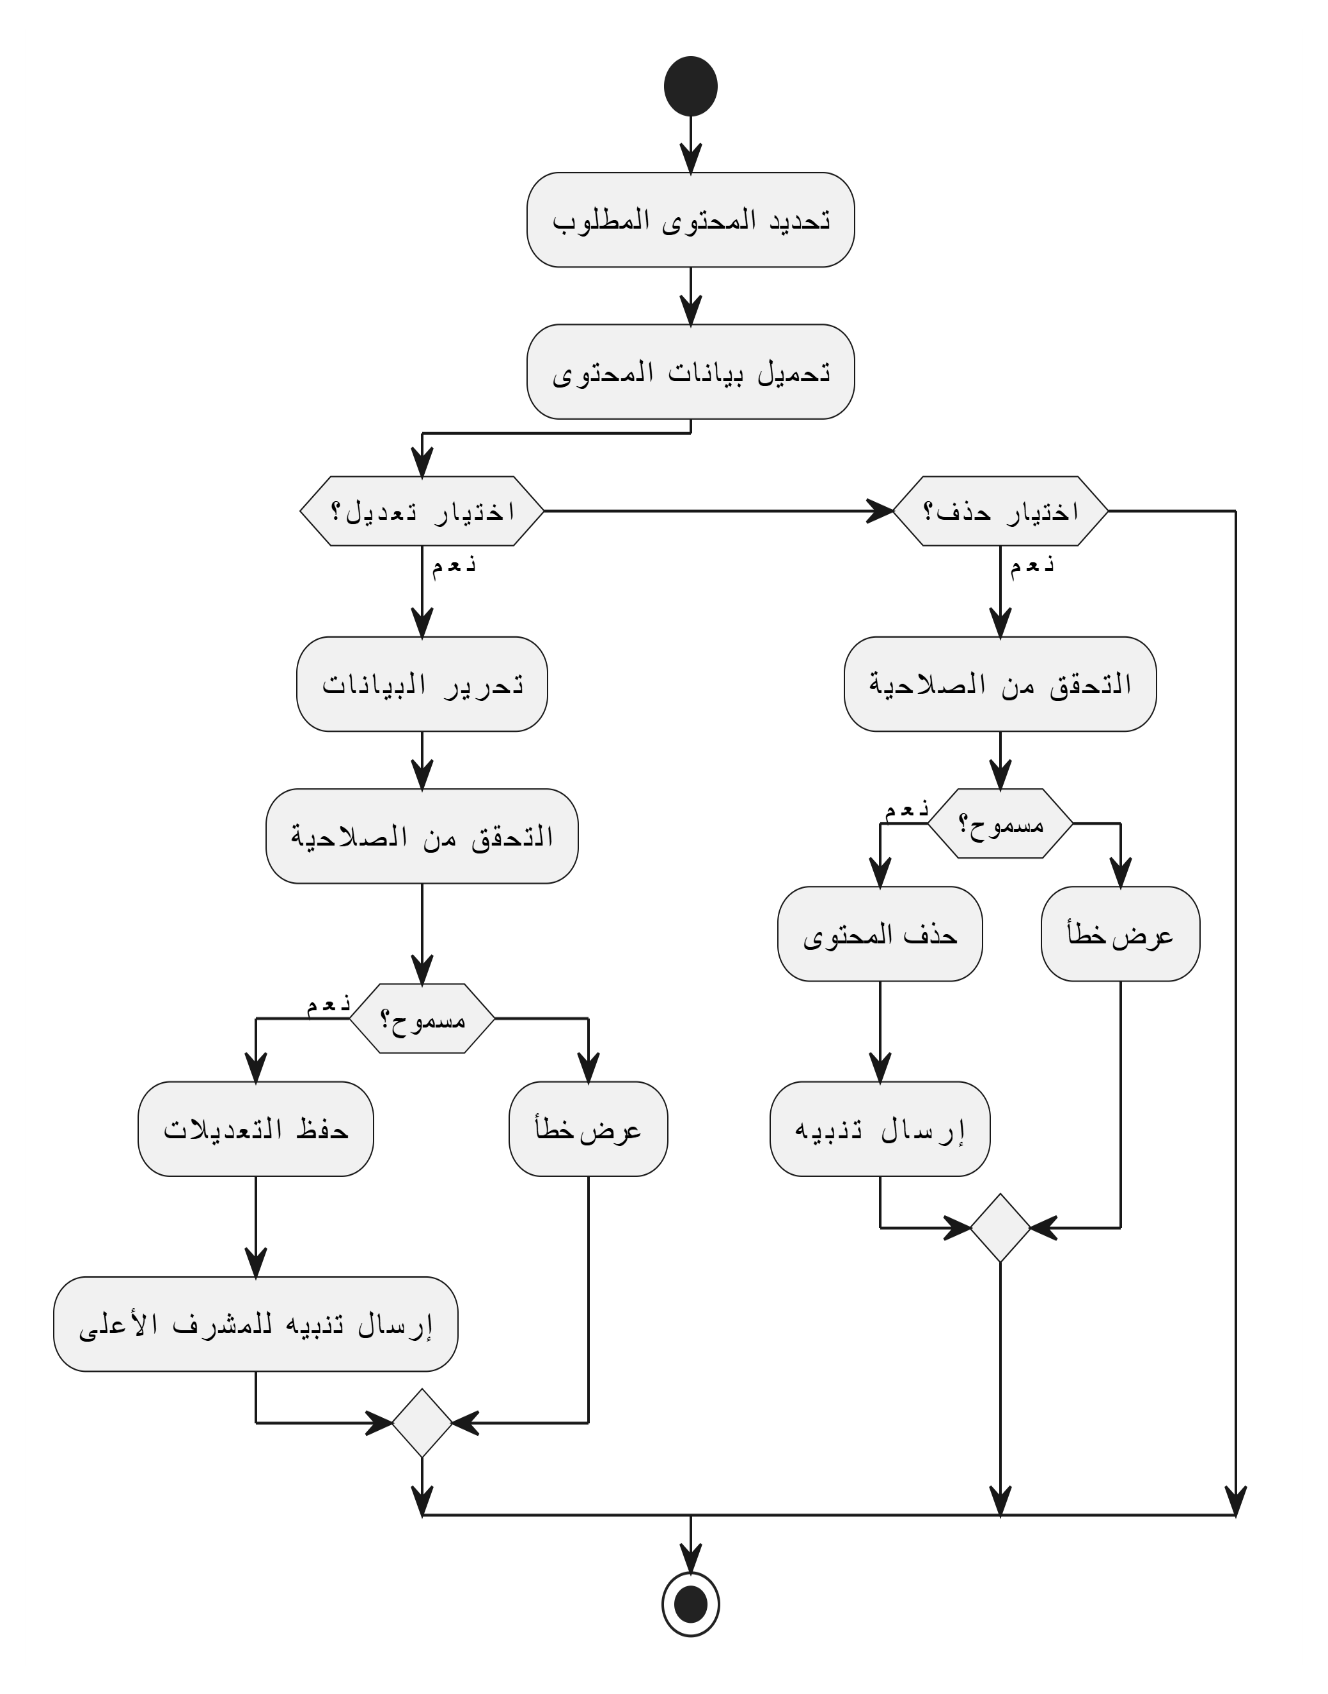 تحديد المحتوى المطلوب
تحميل بيانات المحتوى
اختيار تعديل؟
نعم
تحرير البيانات
التحقق من الصلاحية
مسموح؟
نعم
حفظ التعديلات
إرسال تنبيه للمشرف الأعلى
عرض خطأ
اختيار حذف؟
نعم
التحقق من الصلاحية
مسموح؟
نعم
حذف المحتوى
إرسال تنبيه
عرض خطأ